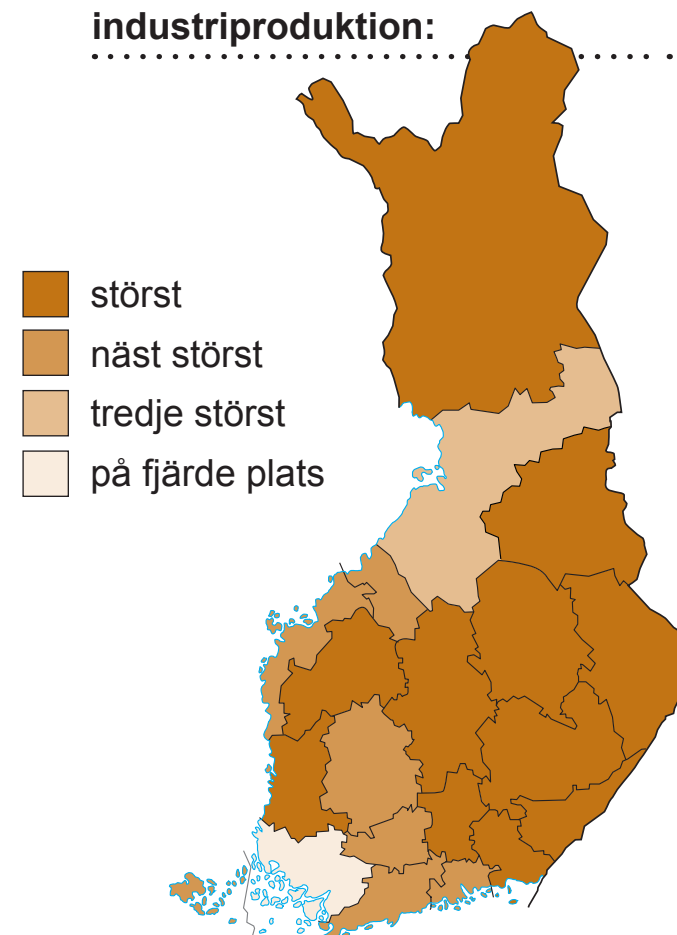 industriproduktion:
störst
näst störst
tredje störst
på fjärde plats